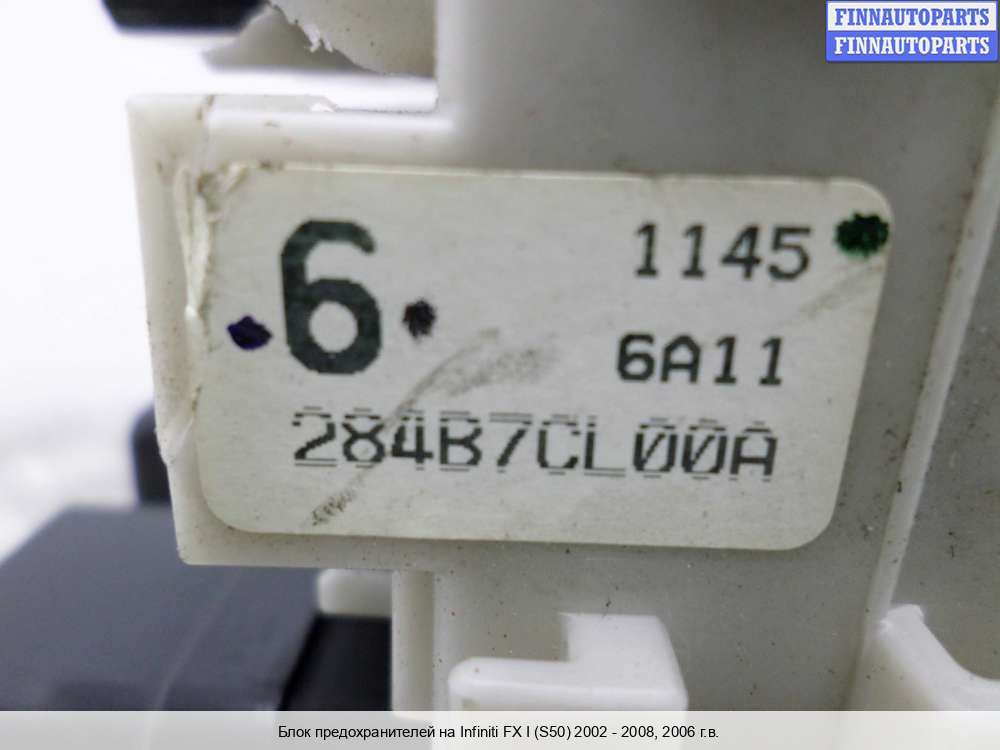 FINNAUTOPARTS
FINNAUTOPARTS
6
1145
6A11
284B7CL00A
Блок предохранителей на Infiniti FX I (S50) 2002 - 2008, 2006 г.в.